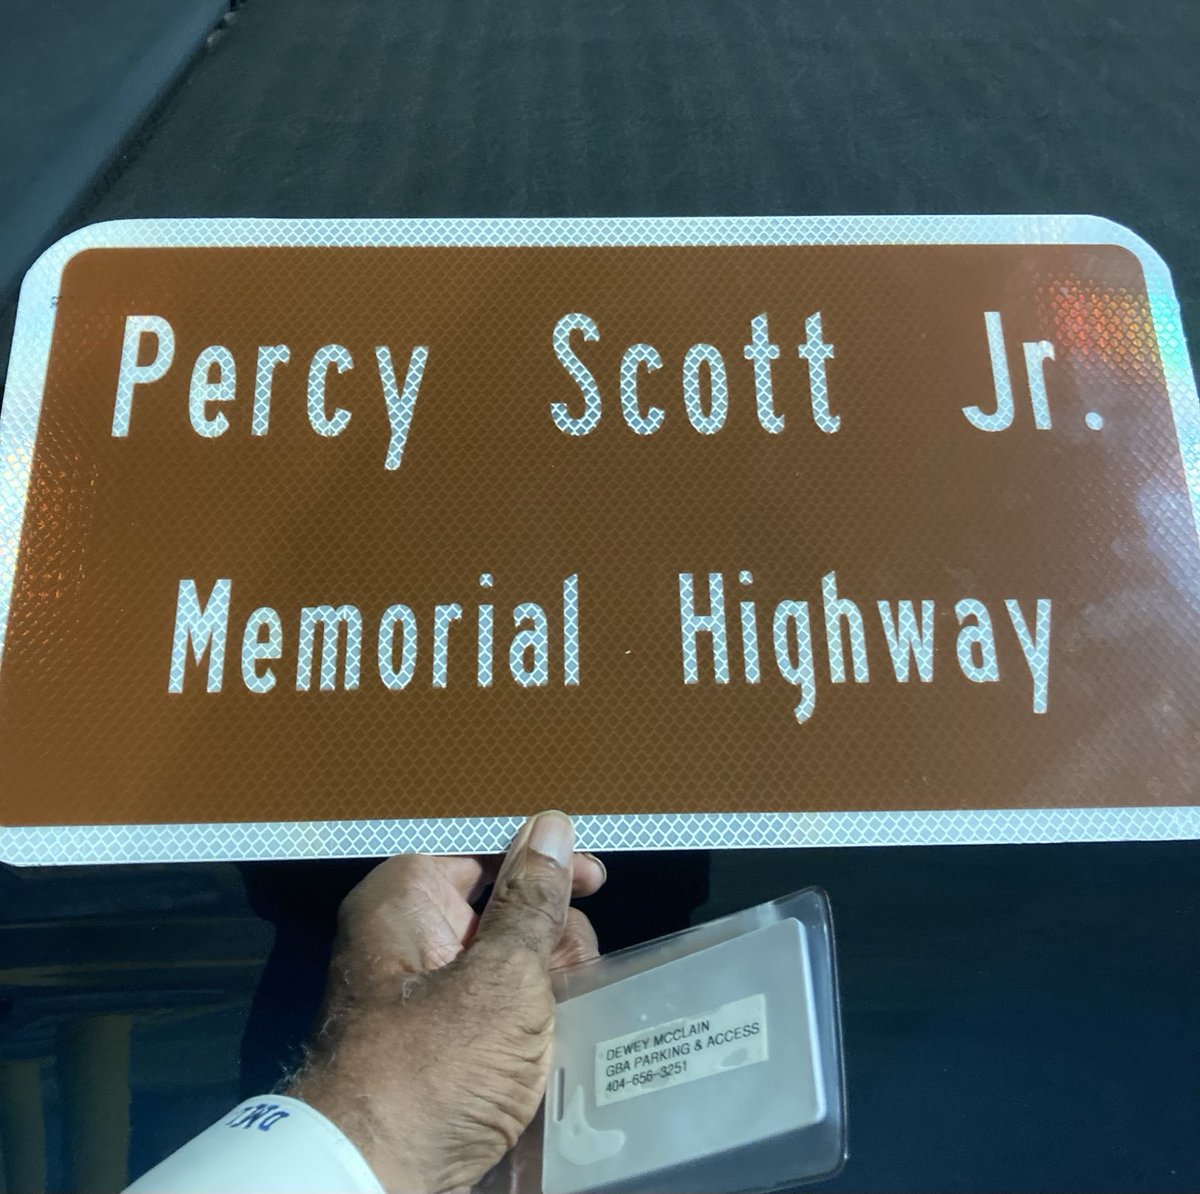 Percy Scott Jr.
Memorial Highway
DEWEY MCCLAIN
GBA PARKING & ACCESS
404-656-3251